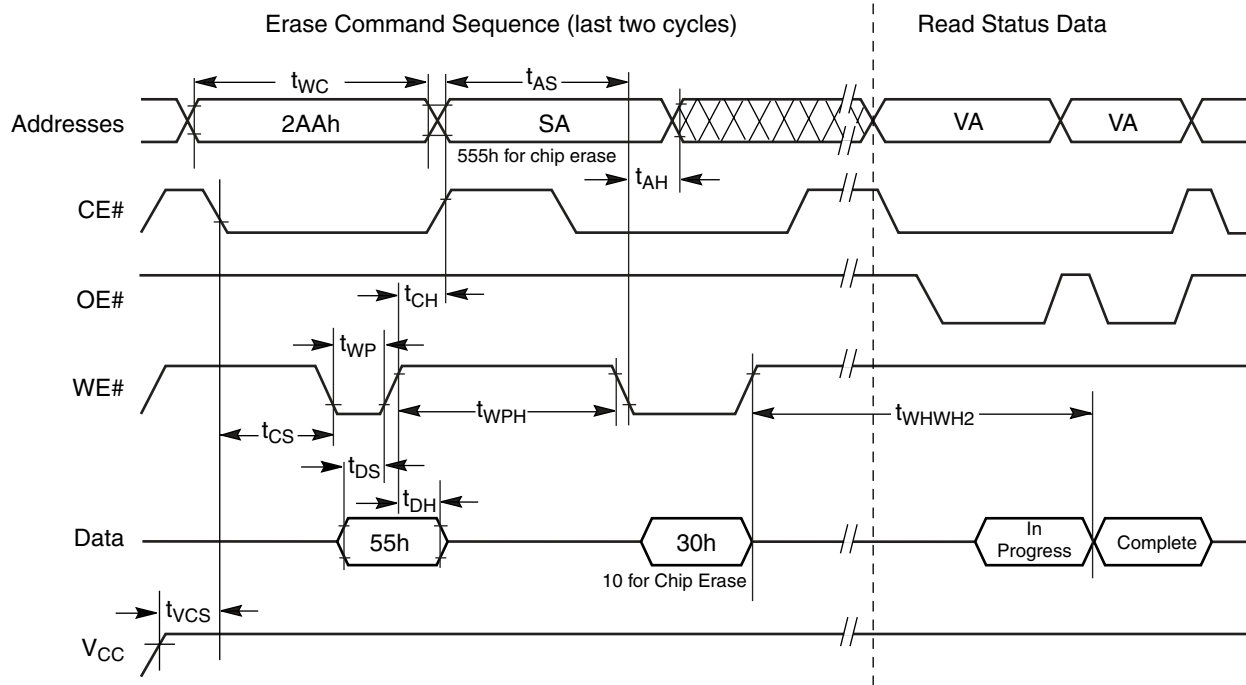 Erase Command Sequence (last two cycles)
Read Status Data
tWC
tAS
Addresses
2AAh
SA
VA
VA
555h for chip erase
tAH
CE#
OE#
tCH
tWP
WE#
tWPH
tWHWH2
tCS
tDS
tDH
Data
55h
30h
In
Progress
Complete
10 for Chip Erase
tVCS
VCC